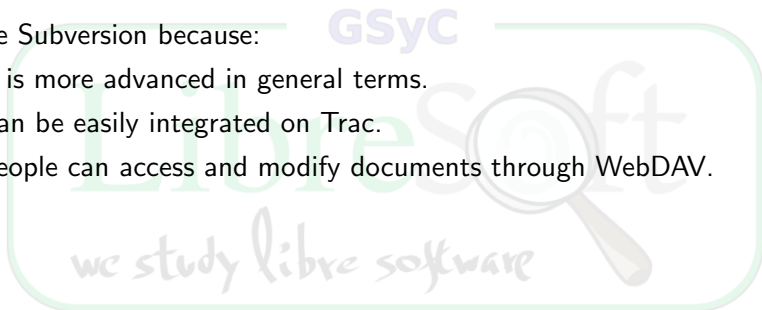 GSyC
e Subversion because:
is more advanced in general terms.
an be easily integrated on Trac.
eople can access and modify documents through WebDAV.
LibreSoft
we study libre software